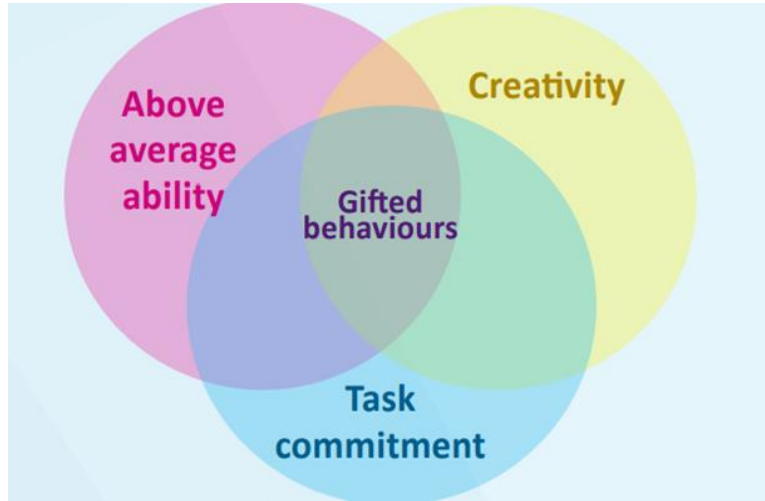 Above
average
ability
Creativity
Gifted
behaviours
Task
commitment